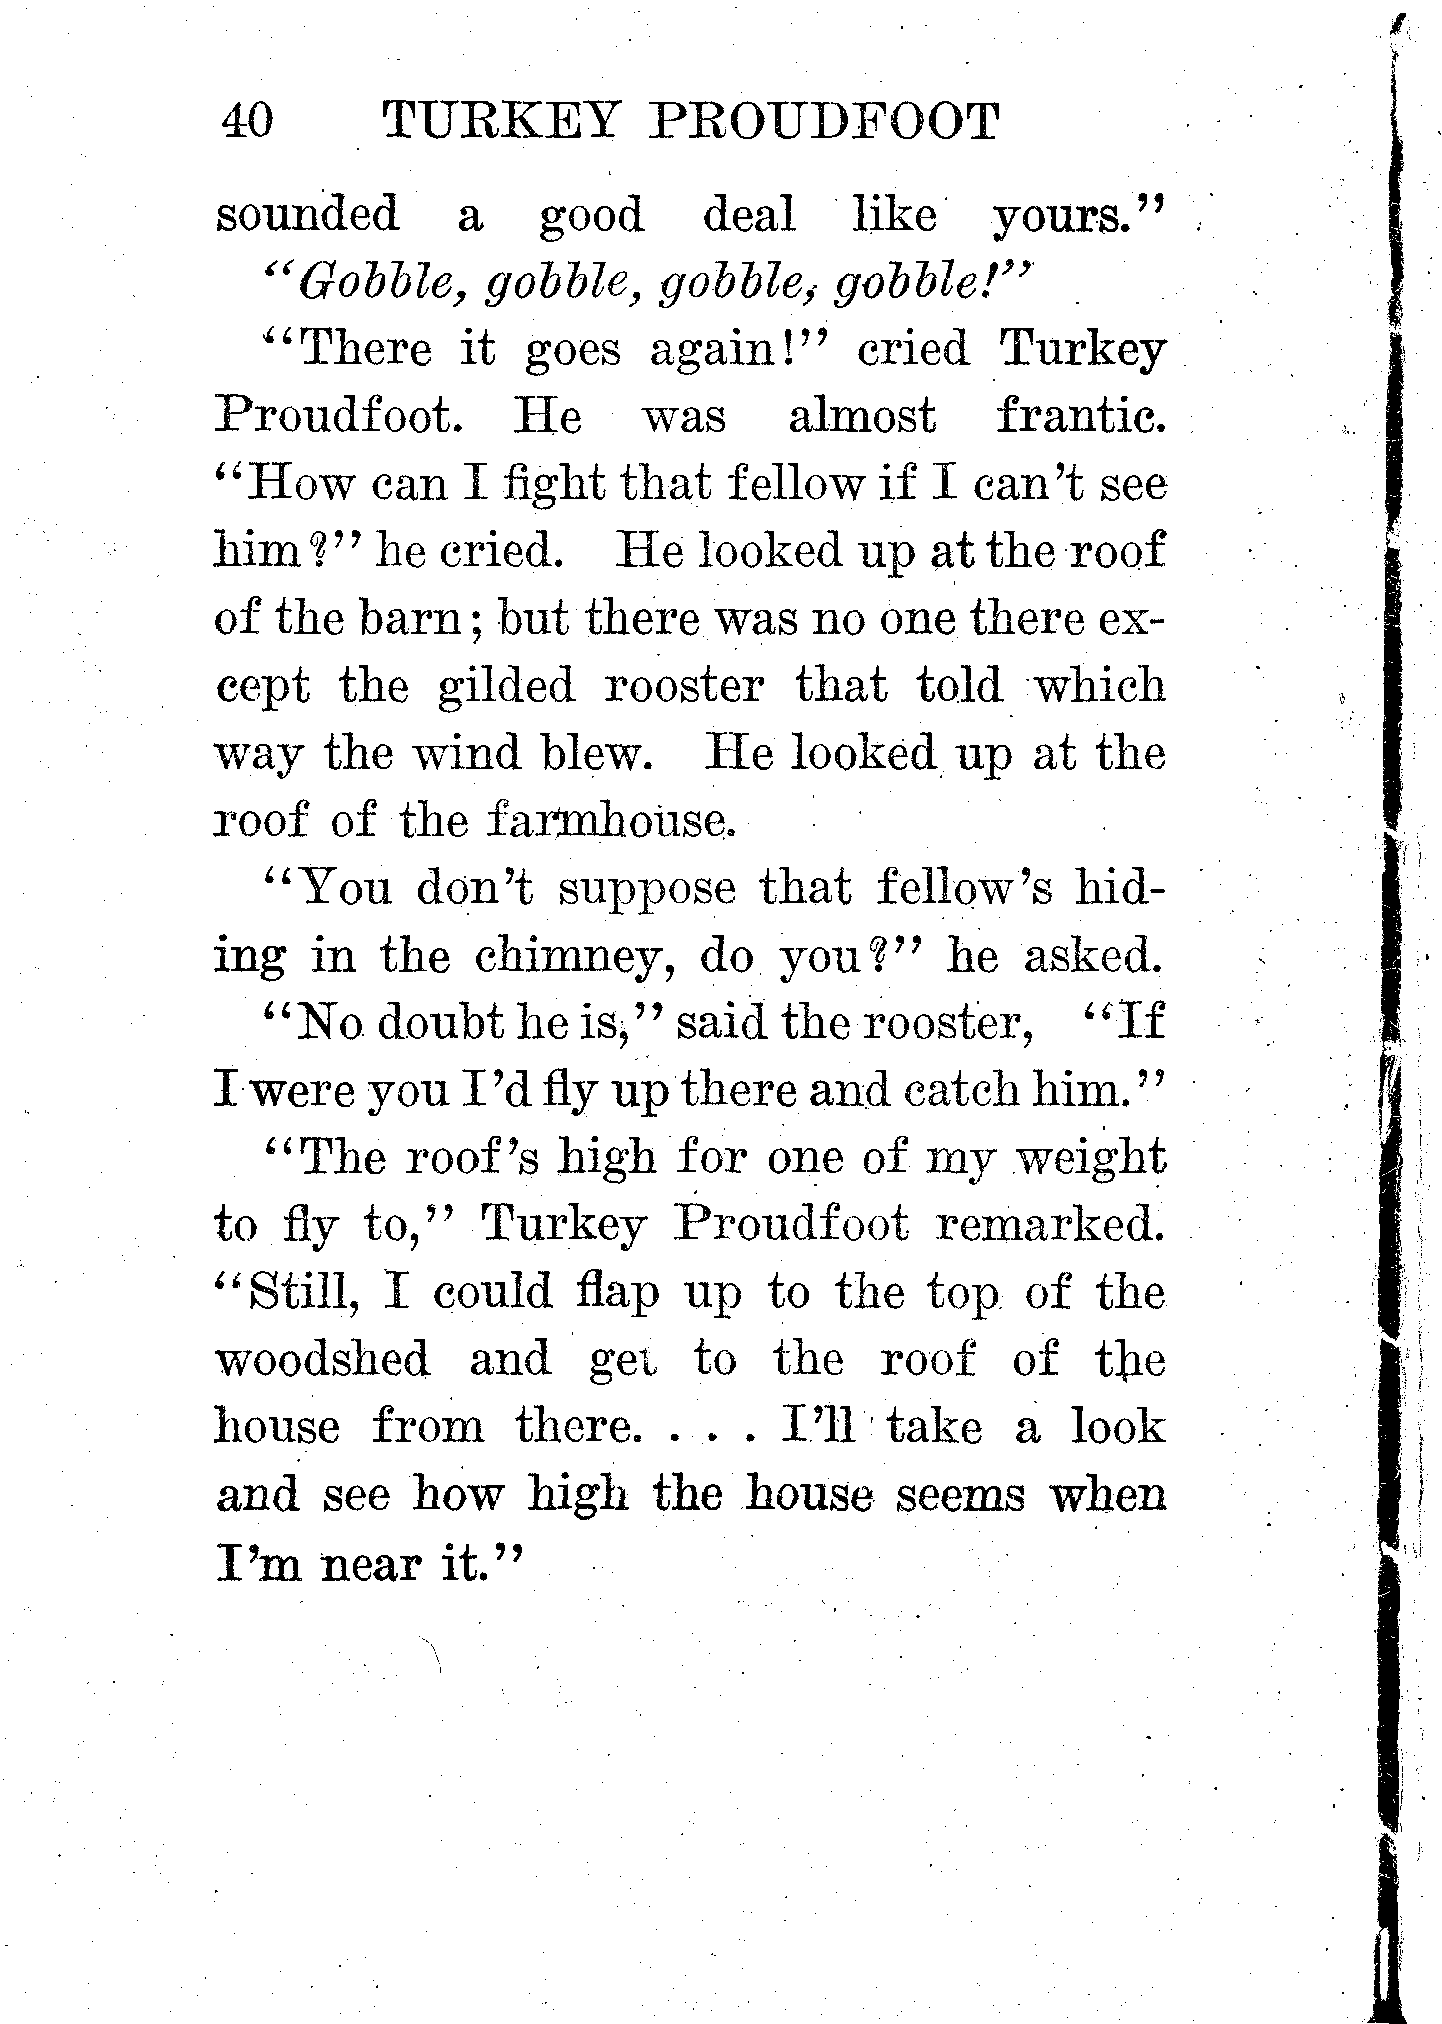 40 TURKEY PROUDFOOT
sounded a good deal like yours."
"Gobble, gobble, gobble, gobble!"
"There it goes again!" cried Turkey
Proudfoot. He was almost frantic.
"How can I fight that fellow if I can't see
him?" he cried. He looked up at the roof
of the barn; but there was no one there ex-
cept the gilded rooster that told which
way the wind blew. He looked up at the
roof of the farmhouse.
"You don't suppose that fellow's hid-
ing in the chimney, do you?" he asked.
"No doubt he is," said the rooster, "If
I were you I'd fly up there and catch him."
"The roof's high for one of my weight
to fly to," Turkey Proudfoot remarked.
"Still, I could flap up to the top of the
woodshed and get to the roof of the
house from there. . . . I'll take a look
and see how high the house seems when
I'm near it."